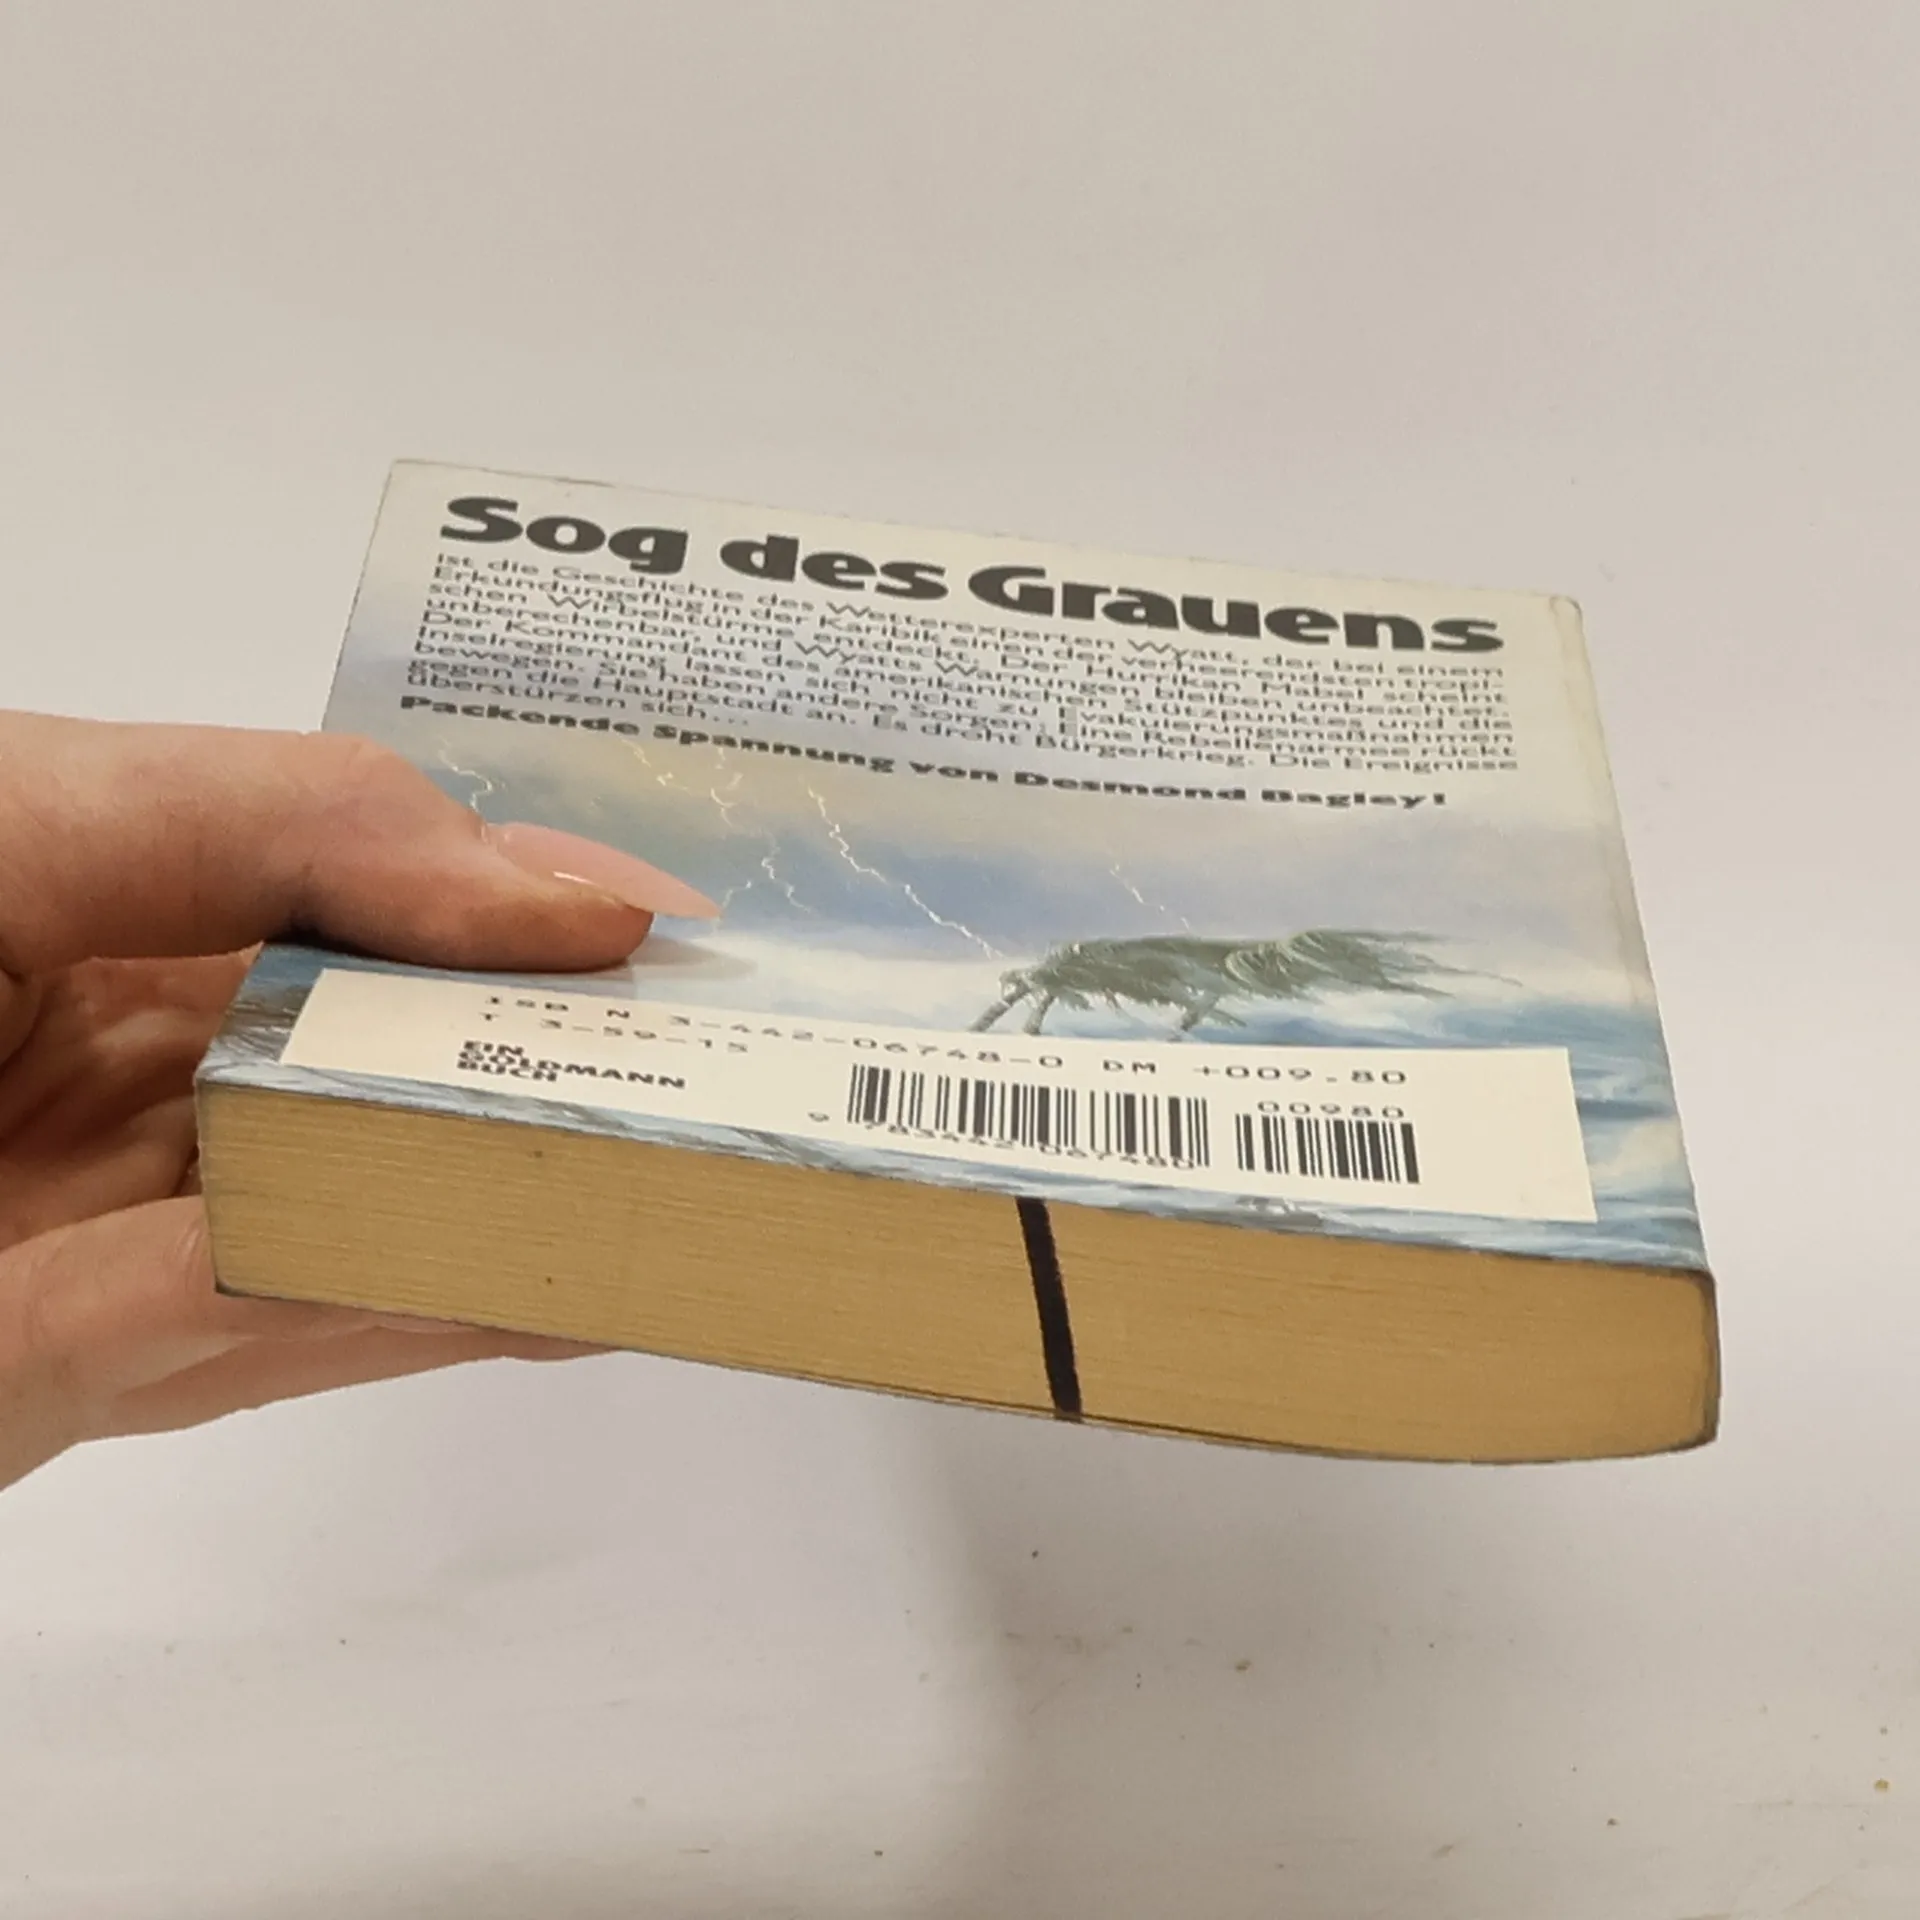 Sog des Grauens
ist die Geschichte des Wetterexperten Wyatt, der bei einem
Erkundungsflug in der Karibik einen der verheerendsten tropi-
schen Wirbelstürme entdeckt. Der Hurrikan Mabel scheint
unberechenbar, und Wyatts Warnungen bleiben unbeachtet.
Der Kommandant des amerikanischen Stützpunktes und die
Inselregierung lassen sich nicht zu Evakuierungsmaßnahmen
bewegen. Sie haben andere Sorgen: Eine Rebellenarmee rückt
gegen die Hauptstadt an. Es droht Bürgerkrieg. Die Ereignisse
überstürzen sich...
Packende Spannung von Desmond Bagley!
ISB N 3-442-06748-0 DM +009.80
T 3-59-15
EIN
GOLDMANN
BUCH
00980
9 783442 067480